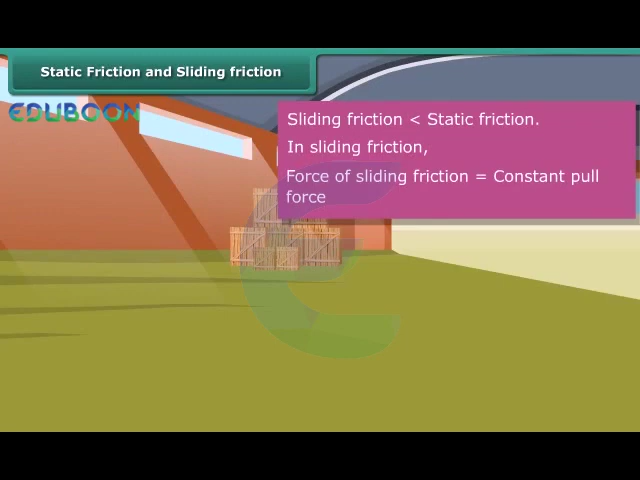 Static Friction and Sliding friction
EDUBOON
Sliding friction < Static friction.
In sliding friction,
Force of sliding friction = Constant pull
force